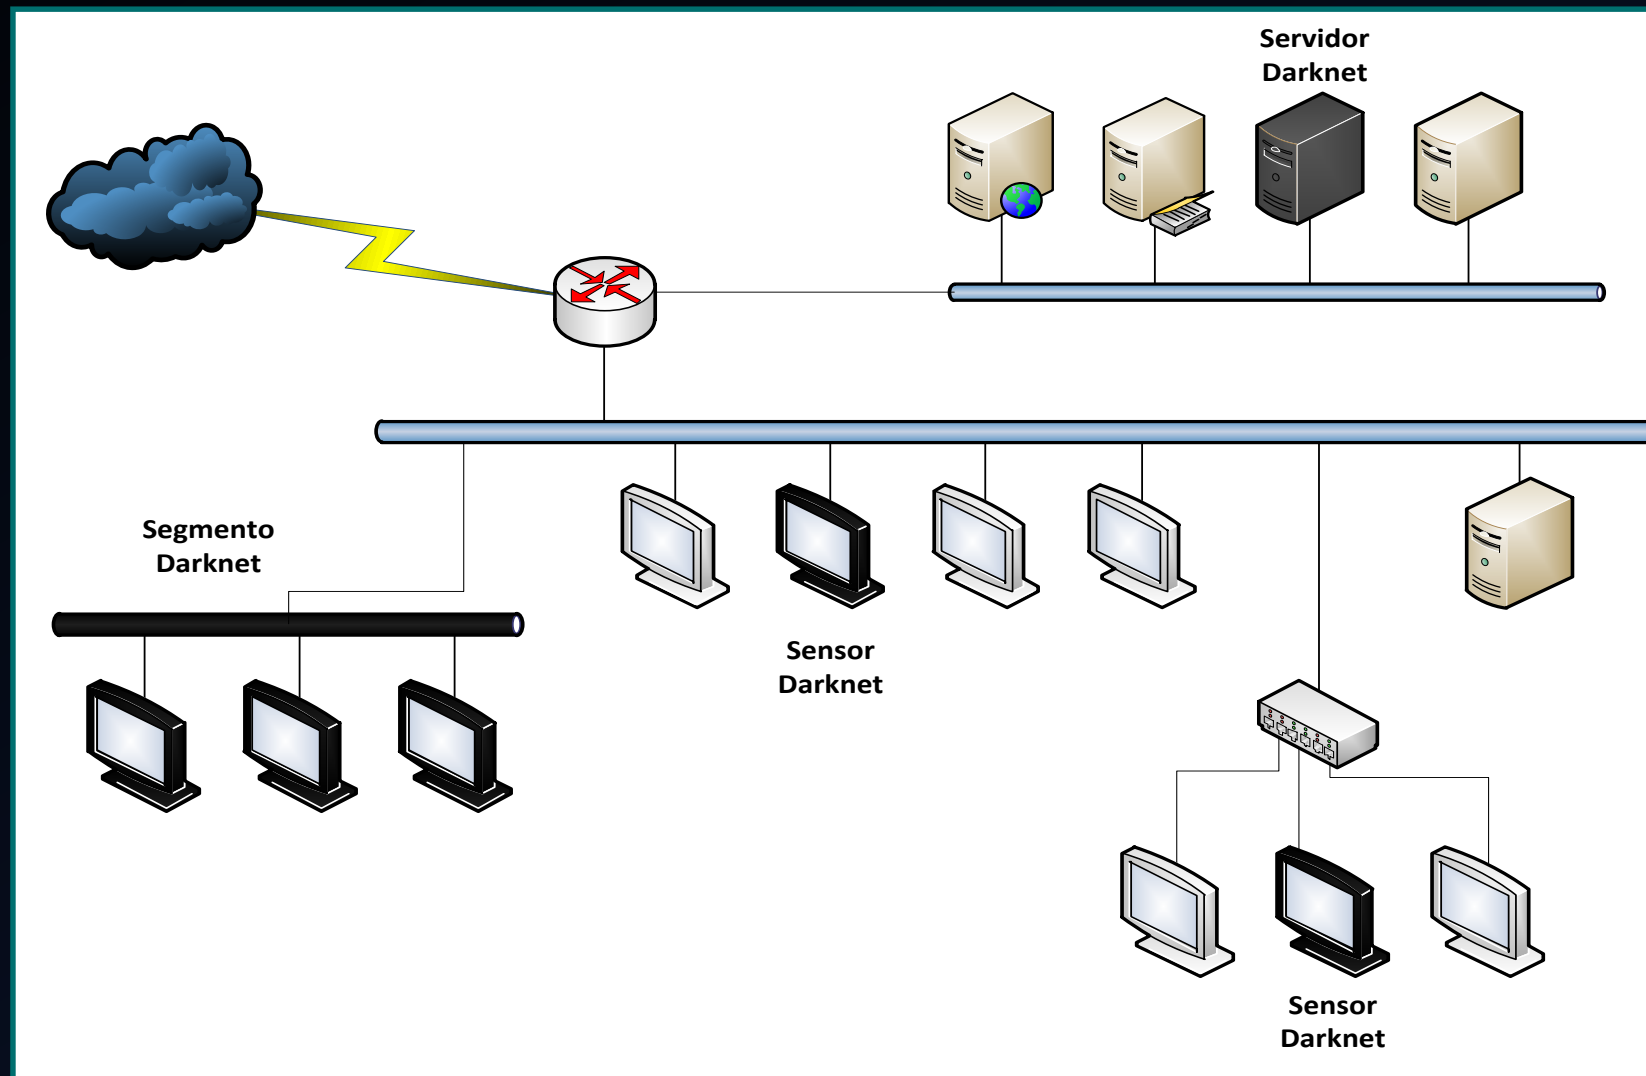 Servidor
Darknet
Segmento
Darknet
Sensor
Darknet
Sensor
Darknet